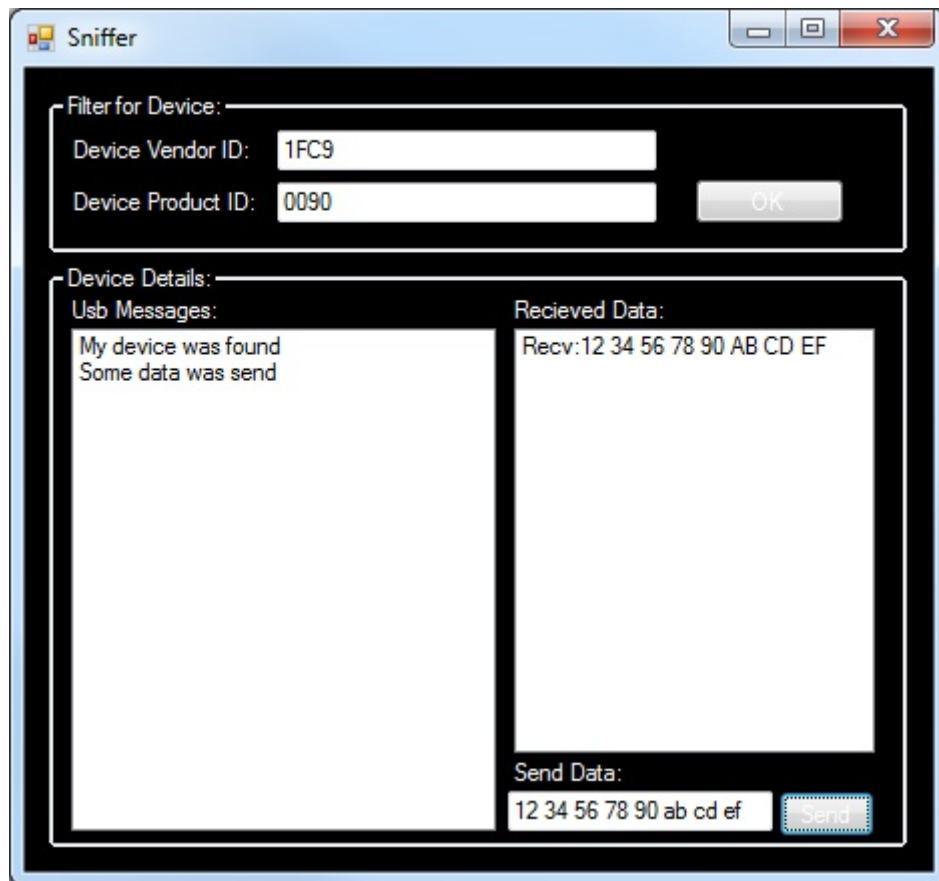 Sniffer
Filter for Device:
Device Vendor ID: 1FC9
Device Product ID: 0090 OK
Device Details:
Usb Messages:
My device was found
Some data was send
Recieved Data:
Recv:12 34 56 78 90 AB CD EF
Send Data:
12 34 56 78 90 ab cd ef Send